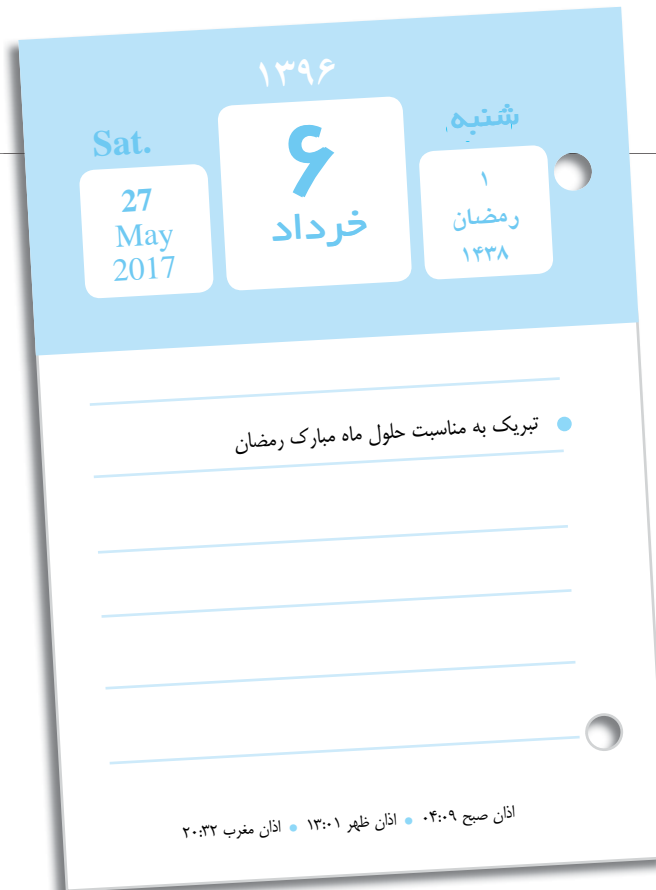 ۱۳۹۶
شنبه
۱
رمضان
۱۴۳۸
۶
خرداد
Sat.
27
May
2017
تبریک به مناسبت حلول ماه مبارک رمضان
اذان صبح ۰۴:۰۹ • اذان ظهر ۱۳:۰۱ • اذان مغرب ۲۰:۳۲